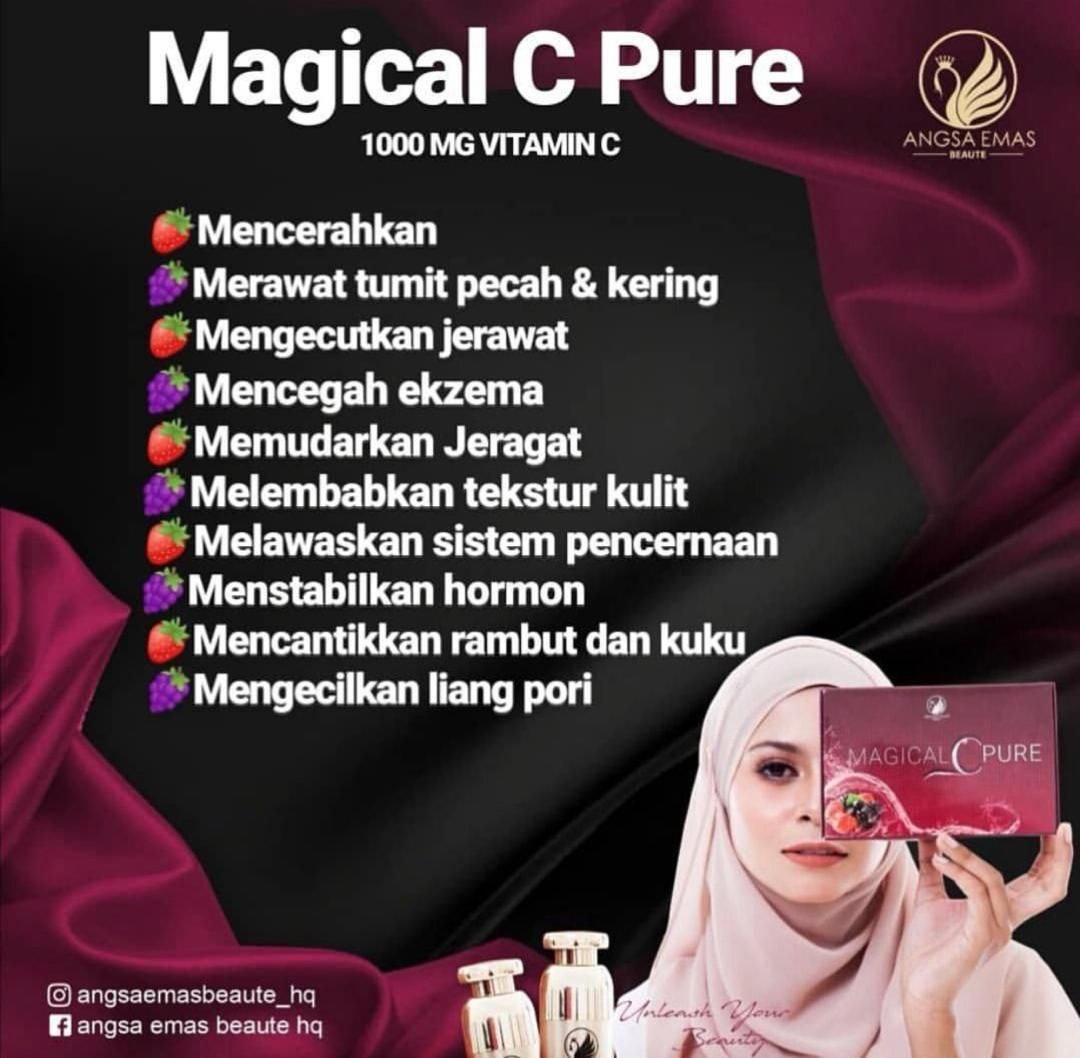 Magical C Pure
1000 MG VITAMIN C
ANGSA EMAS
BEAUTE
Mencerahkan
Merawat tumit pecah & kering
Mengecutkan jerawat
Mencegah ekzema
Memudarkan Jeragat
Melembabkan tekstur kulit
Melawaskan sistem pencernaan
Menstabilkan hormon
Mencantikkan rambut dan kuku
Mengecilkan liang pori
MAGICAL C PURE
angsaemasbeaute_hq
angsa emas beaute hq
Unleash Your
Beauty